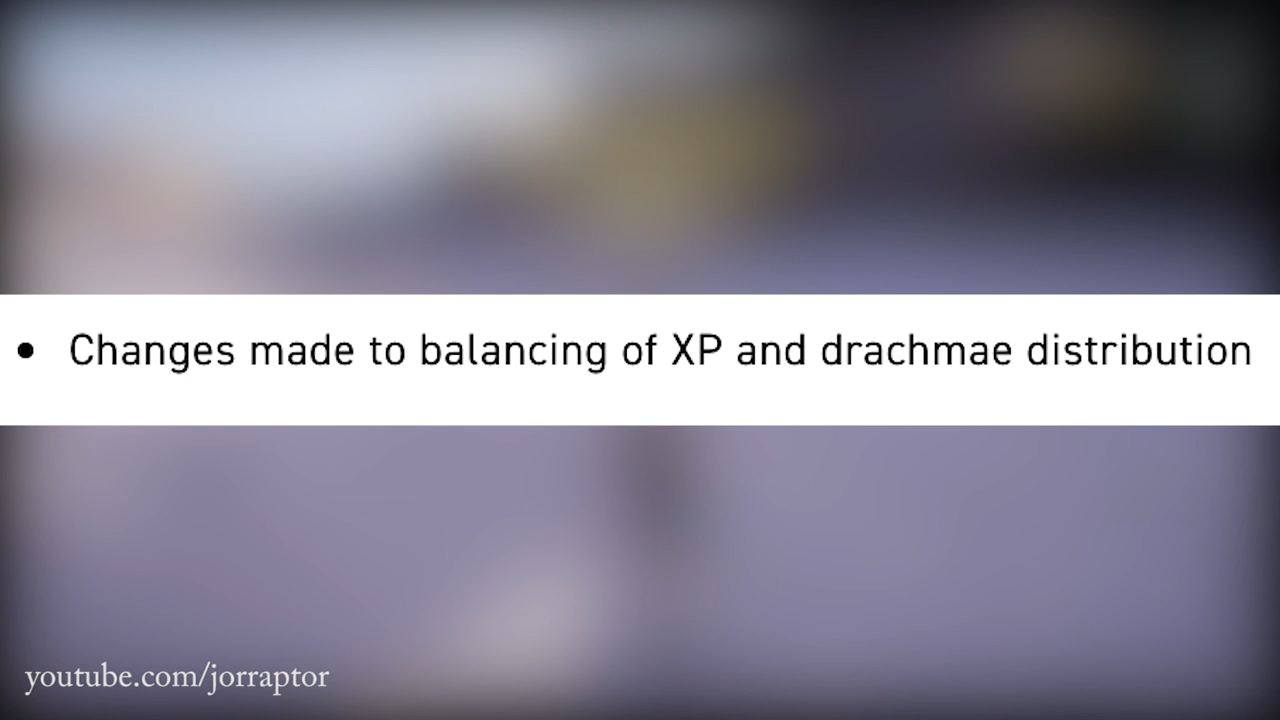 • Changes made to balancing of XP and drachmae distribution
youtube.com/jorraptor